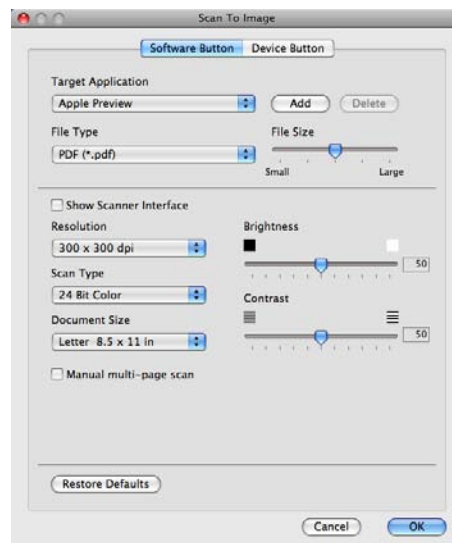 Scan To Image
Software Button Device Button
Target Application
Apple Preview Add Delete
File Type File Size
PDF (*.pdf)
Small Large
Show Scanner Interface
Resolution Brightness
300 x 300 dpi
50
Scan Type
24 Bit Color Contrast
Document Size
Letter 8.5 x 11 in 50
Manual multi-page scan
Restore Defaults
Cancel OK